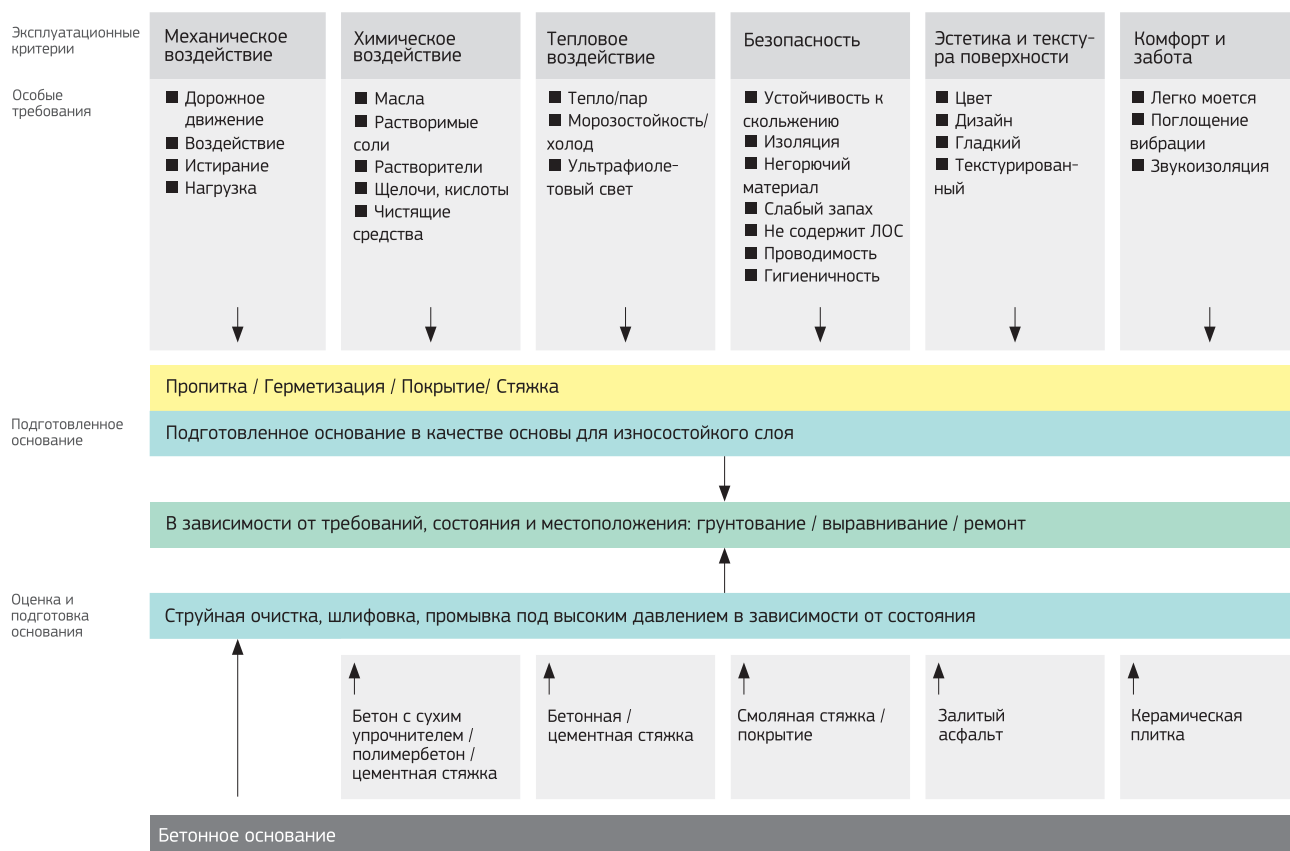 Эксплуатационные
критерии
Механическое
воздействие
Химическое
воздействие
Тепловое
воздействие
Безопасность
Эстетика и тексту-
ра поверхности
Комфорт и
забота
Особые
требования
Дорожное
движение
Воздействие
Истирание
Нагрузка
Масла
Растворимые
соли
Растворители
Щелочи, кислоты
Чистящие
средства
Тепло/пар
Морозостойкость/
холод
Ультрафиоле-
товый свет
Устойчивость к
скольжению
Изоляция
Негорючий
материал
Слабый запах
Не содержит ЛОС
Проводимость
Гигиеничность
Цвет
Дизайн
Гладкий
Текстурирован-
ный
Легко моется
Поглощение
вибрации
Звукоизоляция
Пропитка / Герметизация / Покрытие/ Стяжка
Подготовленное
основание
Подготовленное основание в качестве основы для износостойкого слоя
В зависимости от требований, состояния и местоположения: грунтование / выравнивание / ремонт
Оценка и
подготовка
основания
Струйная очистка, шлифовка, промывка под высоким давлением в зависимости от состояния
Бетон с сухим
упрочнителем /
полимербетон /
цементная стяжка
Бетонная /
цементная стяжка
Смоляная стяжка /
покрытие
Залитый
асфальт
Керамическая
плитка
Бетонное основание